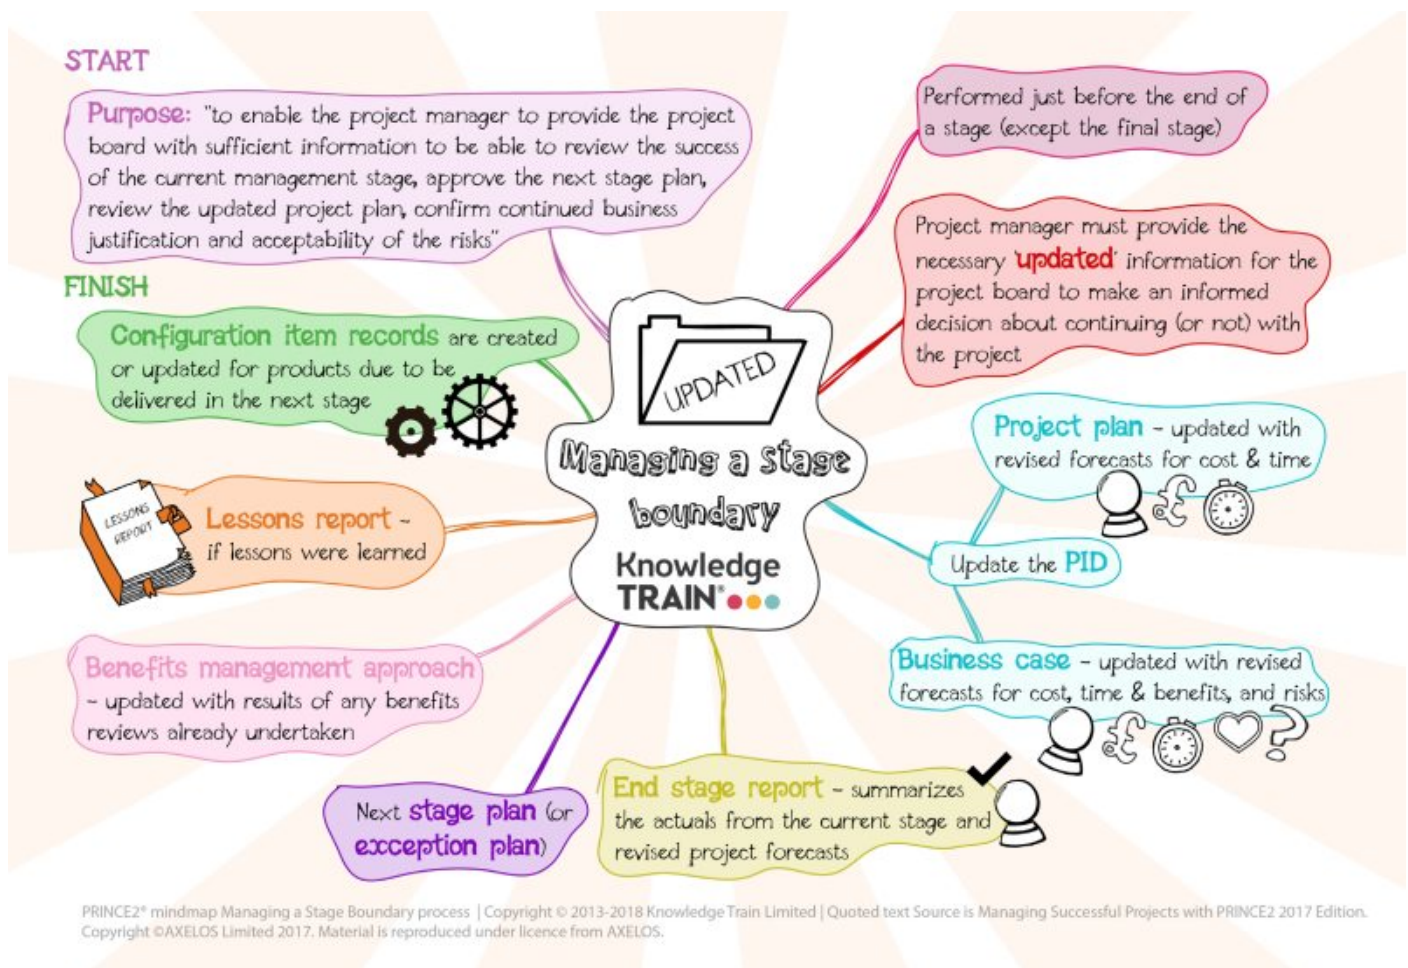 START
Purpose: "to enable the project manager to provide the project
board with sufficient information to be able to review the success
of the current management stage, approve the next stage plan,
review the updated project plan, confirm continued business
justification and acceptability of the risks"
Performed just before the end of
a stage (except the final stage)
Project manager must provide the
necessary 'updated' information for the
project board to make an informed
decision about continuing (or not) with
the project
Project plan - updated with
revised forecasts for cost & time
Update the PID
Business case - updated with revised
forecasts for cost, time & benefits, and risks
End stage report - summarizes
the actuals from the current stage and
revised project forecasts
Next stage plan (or
exception plan)
Benefits management approach
- updated with results of any benefits
reviews already undertaken
LESSONS
REPORT
Lessons report -
if lessons were learned
FINISH
Configuration item records are created
or updated for products due to be
delivered in the next stage
UPDATED
Managing a stage
boundary
Knowledge
TRAIN®
PRINCE2® mindmap Managing a Stage Boundary process | Copyright © 2013-2018 Knowledge Train Limited | Quoted text Source is Managing Successful Projects with PRINCE2 2017 Edition.
Copyright ©AXELOS Limited 2017. Material is reproduced under licence from AXELOS.